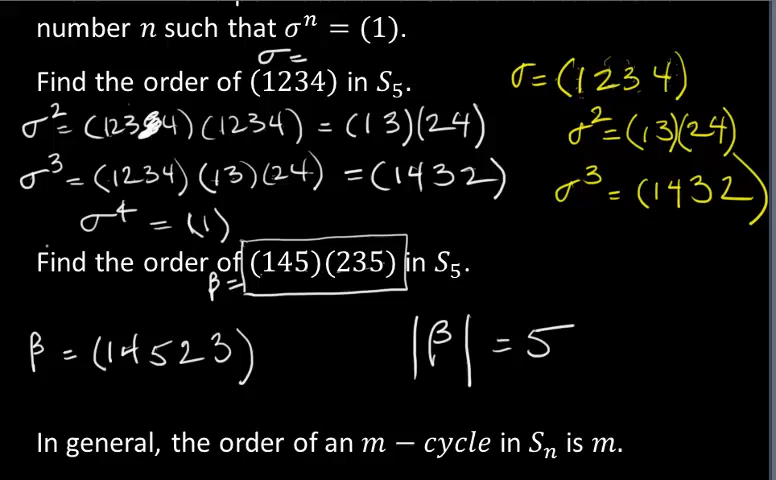 number n such that σⁿ = (1).
σ =
Find the order of (1234) in S₅.
σ = (1234)
σ² = (1234)(1234) = (13)(24)
σ² = (13)(24)
σ³ = (1234)(13)(24) = (1432)
σ³ = (1432)
σ⁴ = (1)
Find the order of (145)(235) in S₅.
β =
β = (14523)
|β| = 5
In general, the order of an m − cycle in Sₙ is m.